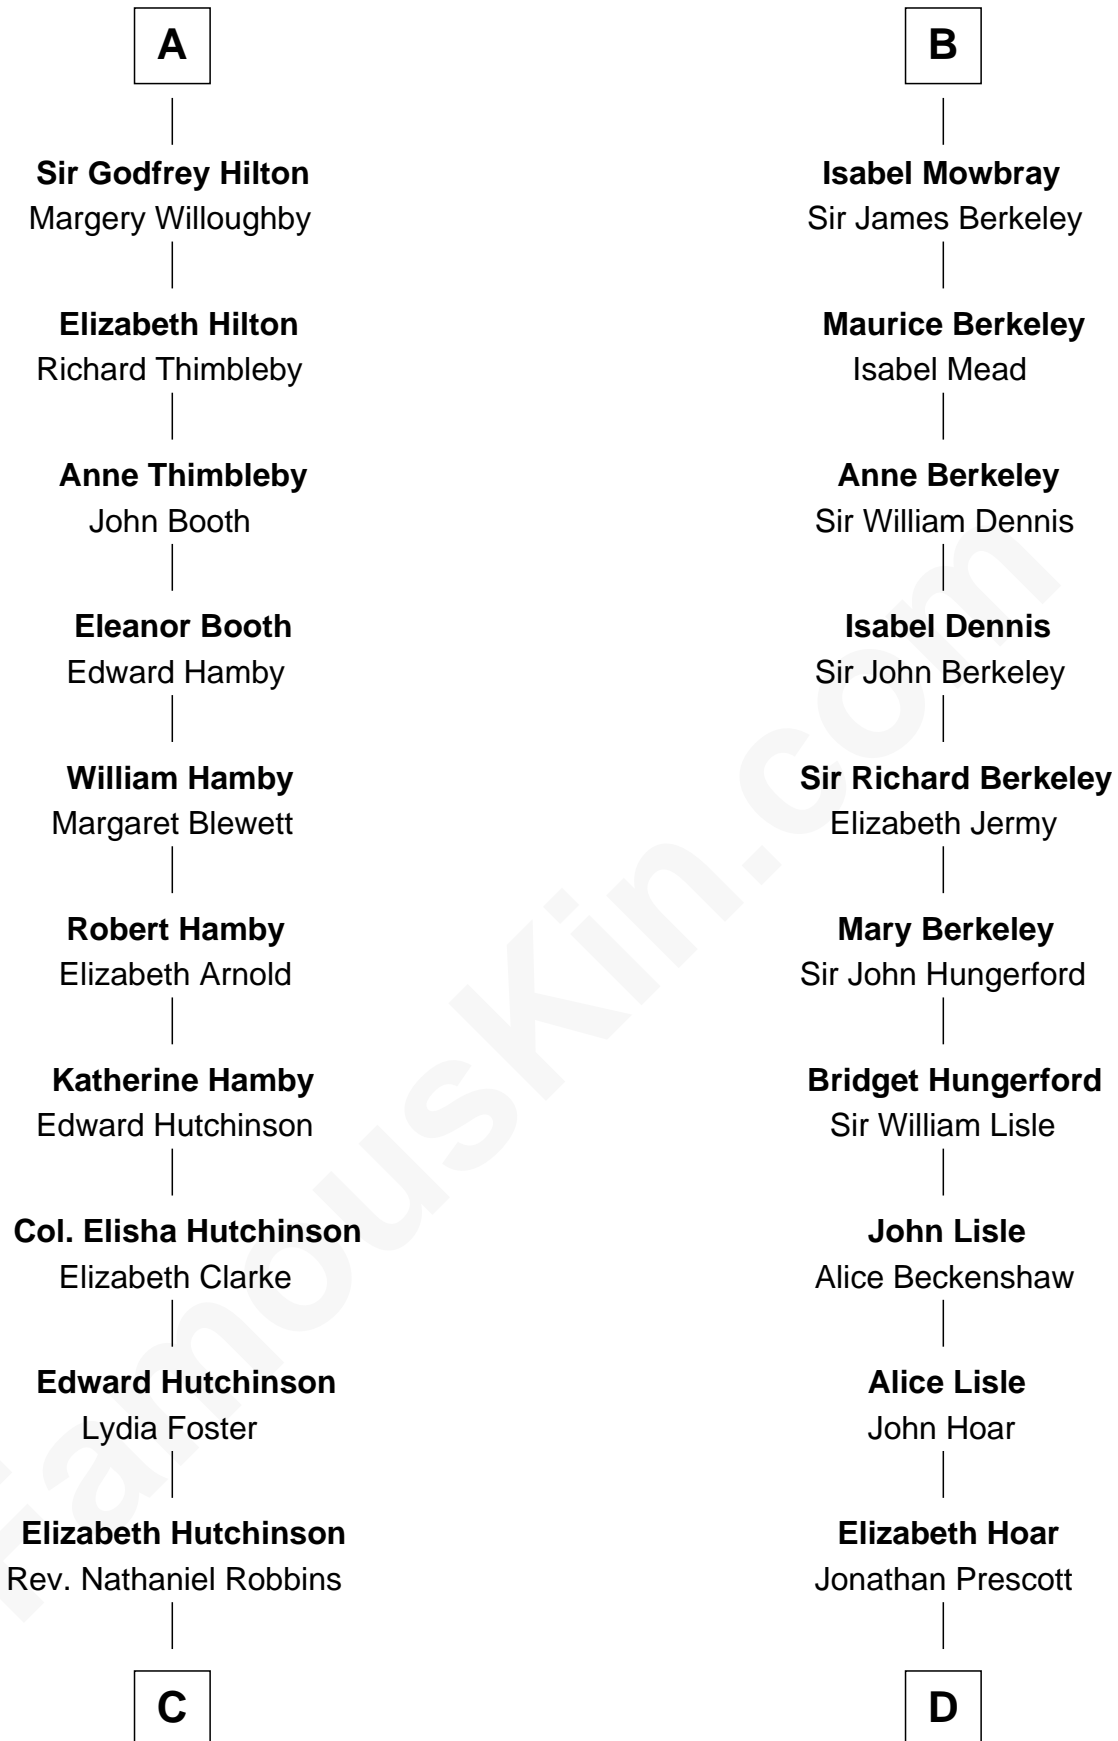 A
Sir Godfrey Hilton
Margery Willoughby
Elizabeth Hilton
Richard Thimbleby
Anne Thimbleby
John Booth
Eleanor Booth
Edward Hamby
William Hamby
Margaret Blewett
Robert Hamby
Elizabeth Arnold
Katherine Hamby
Edward Hutchinson
Col. Elisha Hutchinson
Elizabeth Clarke
Edward Hutchinson
Lydia Foster
Elizabeth Hutchinson
Rev. Nathaniel Robbins
C
B
Isabel Mowbray
Sir James Berkeley
Maurice Berkeley
Isabel Mead
Anne Berkeley
Sir William Dennis
Isabel Dennis
Sir John Berkeley
Sir Richard Berkeley
Elizabeth Jermy
Mary Berkeley
Sir John Hungerford
Bridget Hungerford
Sir William Lisle
John Lisle
Alice Beckenshaw
Alice Lisle
John Hoar
Elizabeth Hoar
Jonathan Prescott
D
FamousKin.com